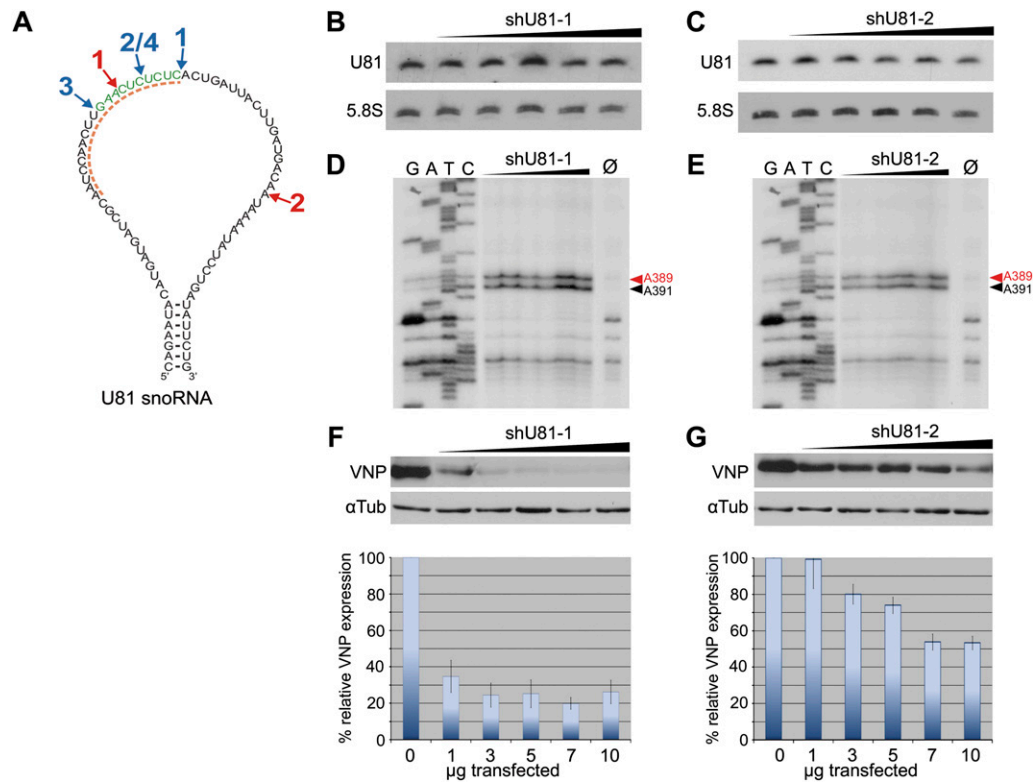 A
1
2/4
1
3
2
GAACUCUCUCACUGAUUACUUGAUGACA
5' 3'
U81 snoRNA
B
shU81-1
U81
5.8S
C
shU81-2
U81
5.8S
D
G A T C
shU81-1
Ø
A389
A391
E
G A T C
shU81-2
Ø
A389
A391
F
shU81-1
VNP
αTub
% relative VNP expression
100
80
60
40
20
0
0 1 3 5 7 10
µg transfected
G
shU81-2
VNP
αTub
% relative VNP expression
100
80
60
40
20
0
0 1 3 5 7 10
µg transfected